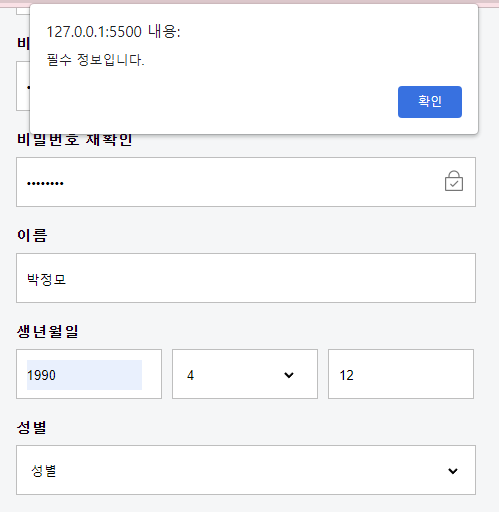 127.0.0.1:5500 내용:
필수 정보입니다.
확인
비밀번호 재확인
••••••••
이름
박정모
생년월일
1990 4 12
성별
성별